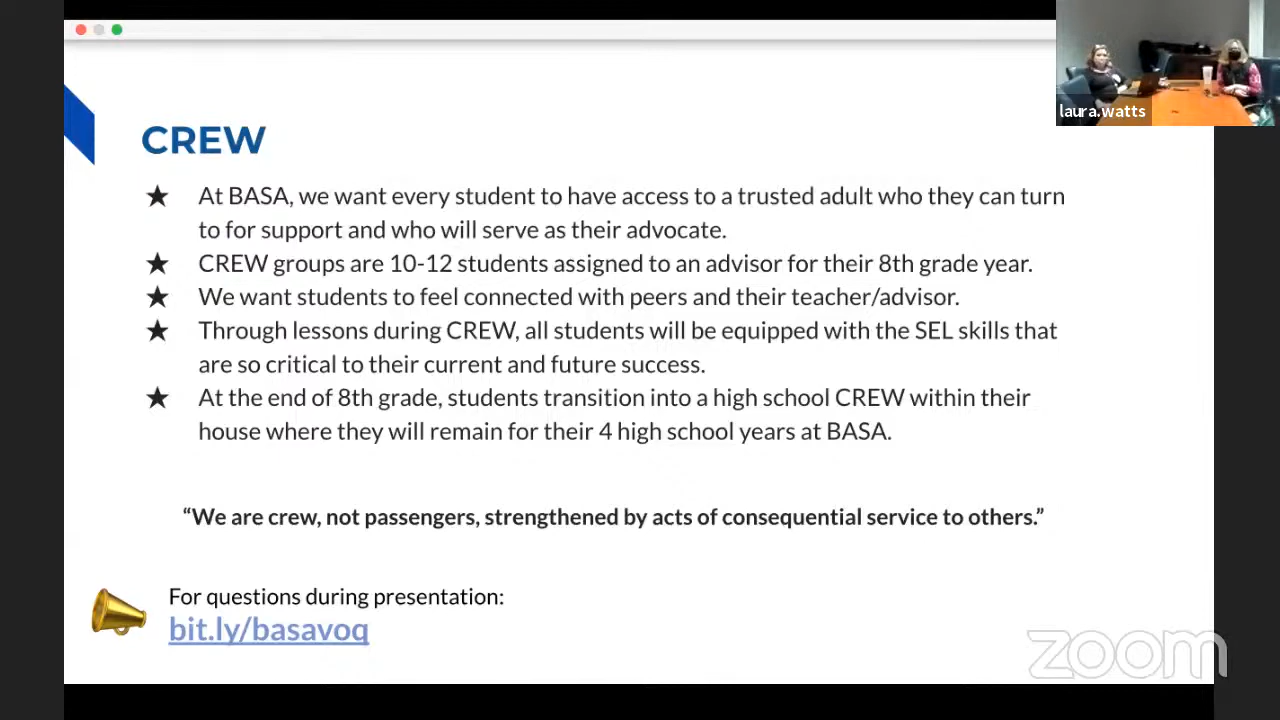 laura.watts
CREW
★ At BASA, we want every student to have access to a trusted adult who they can turn
to for support and who will serve as their advocate.
★ CREW groups are 10-12 students assigned to an advisor for their 8th grade year.
★ We want students to feel connected with peers and their teacher/advisor.
★ Through lessons during CREW, all students will be equipped with the SEL skills that
are so critical to their current and future success.
★ At the end of 8th grade, students transition into a high school CREW within their
house where they will remain for their 4 high school years at BASA.
“We are crew, not passengers, strengthened by acts of consequential service to others.”
For questions during presentation:
bit.ly/basavoq
zoom